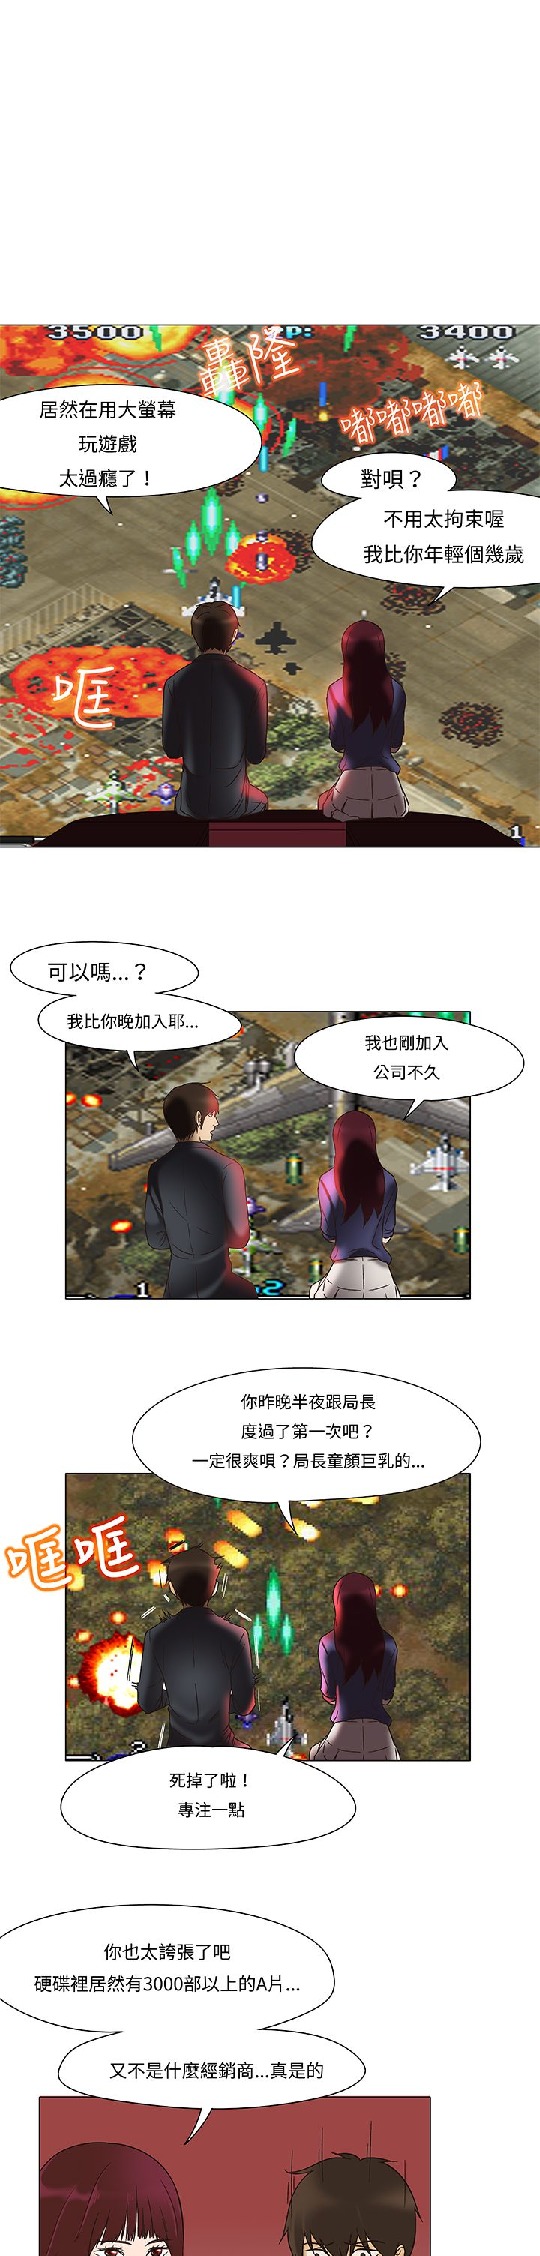 3500
P:
3400
轟隆
居然在用大螢幕
玩遊戲
太過癮了！
嘟嘟嘟嘟
對唄？
不用太拘束喔
我比你年輕個幾歲
哐
1
可以嗎...？
我比你晚加入耶...
我也剛加入
公司不久
1
2
你昨晚半夜跟局長
度過了第一次吧？
一定很爽唄？局長童顏巨乳的...
哐哐
2
死掉了啦！
專注一點
你也太誇張了吧
硬碟裡居然有3000部以上的A片...
又不是什麼經銷商...真是的